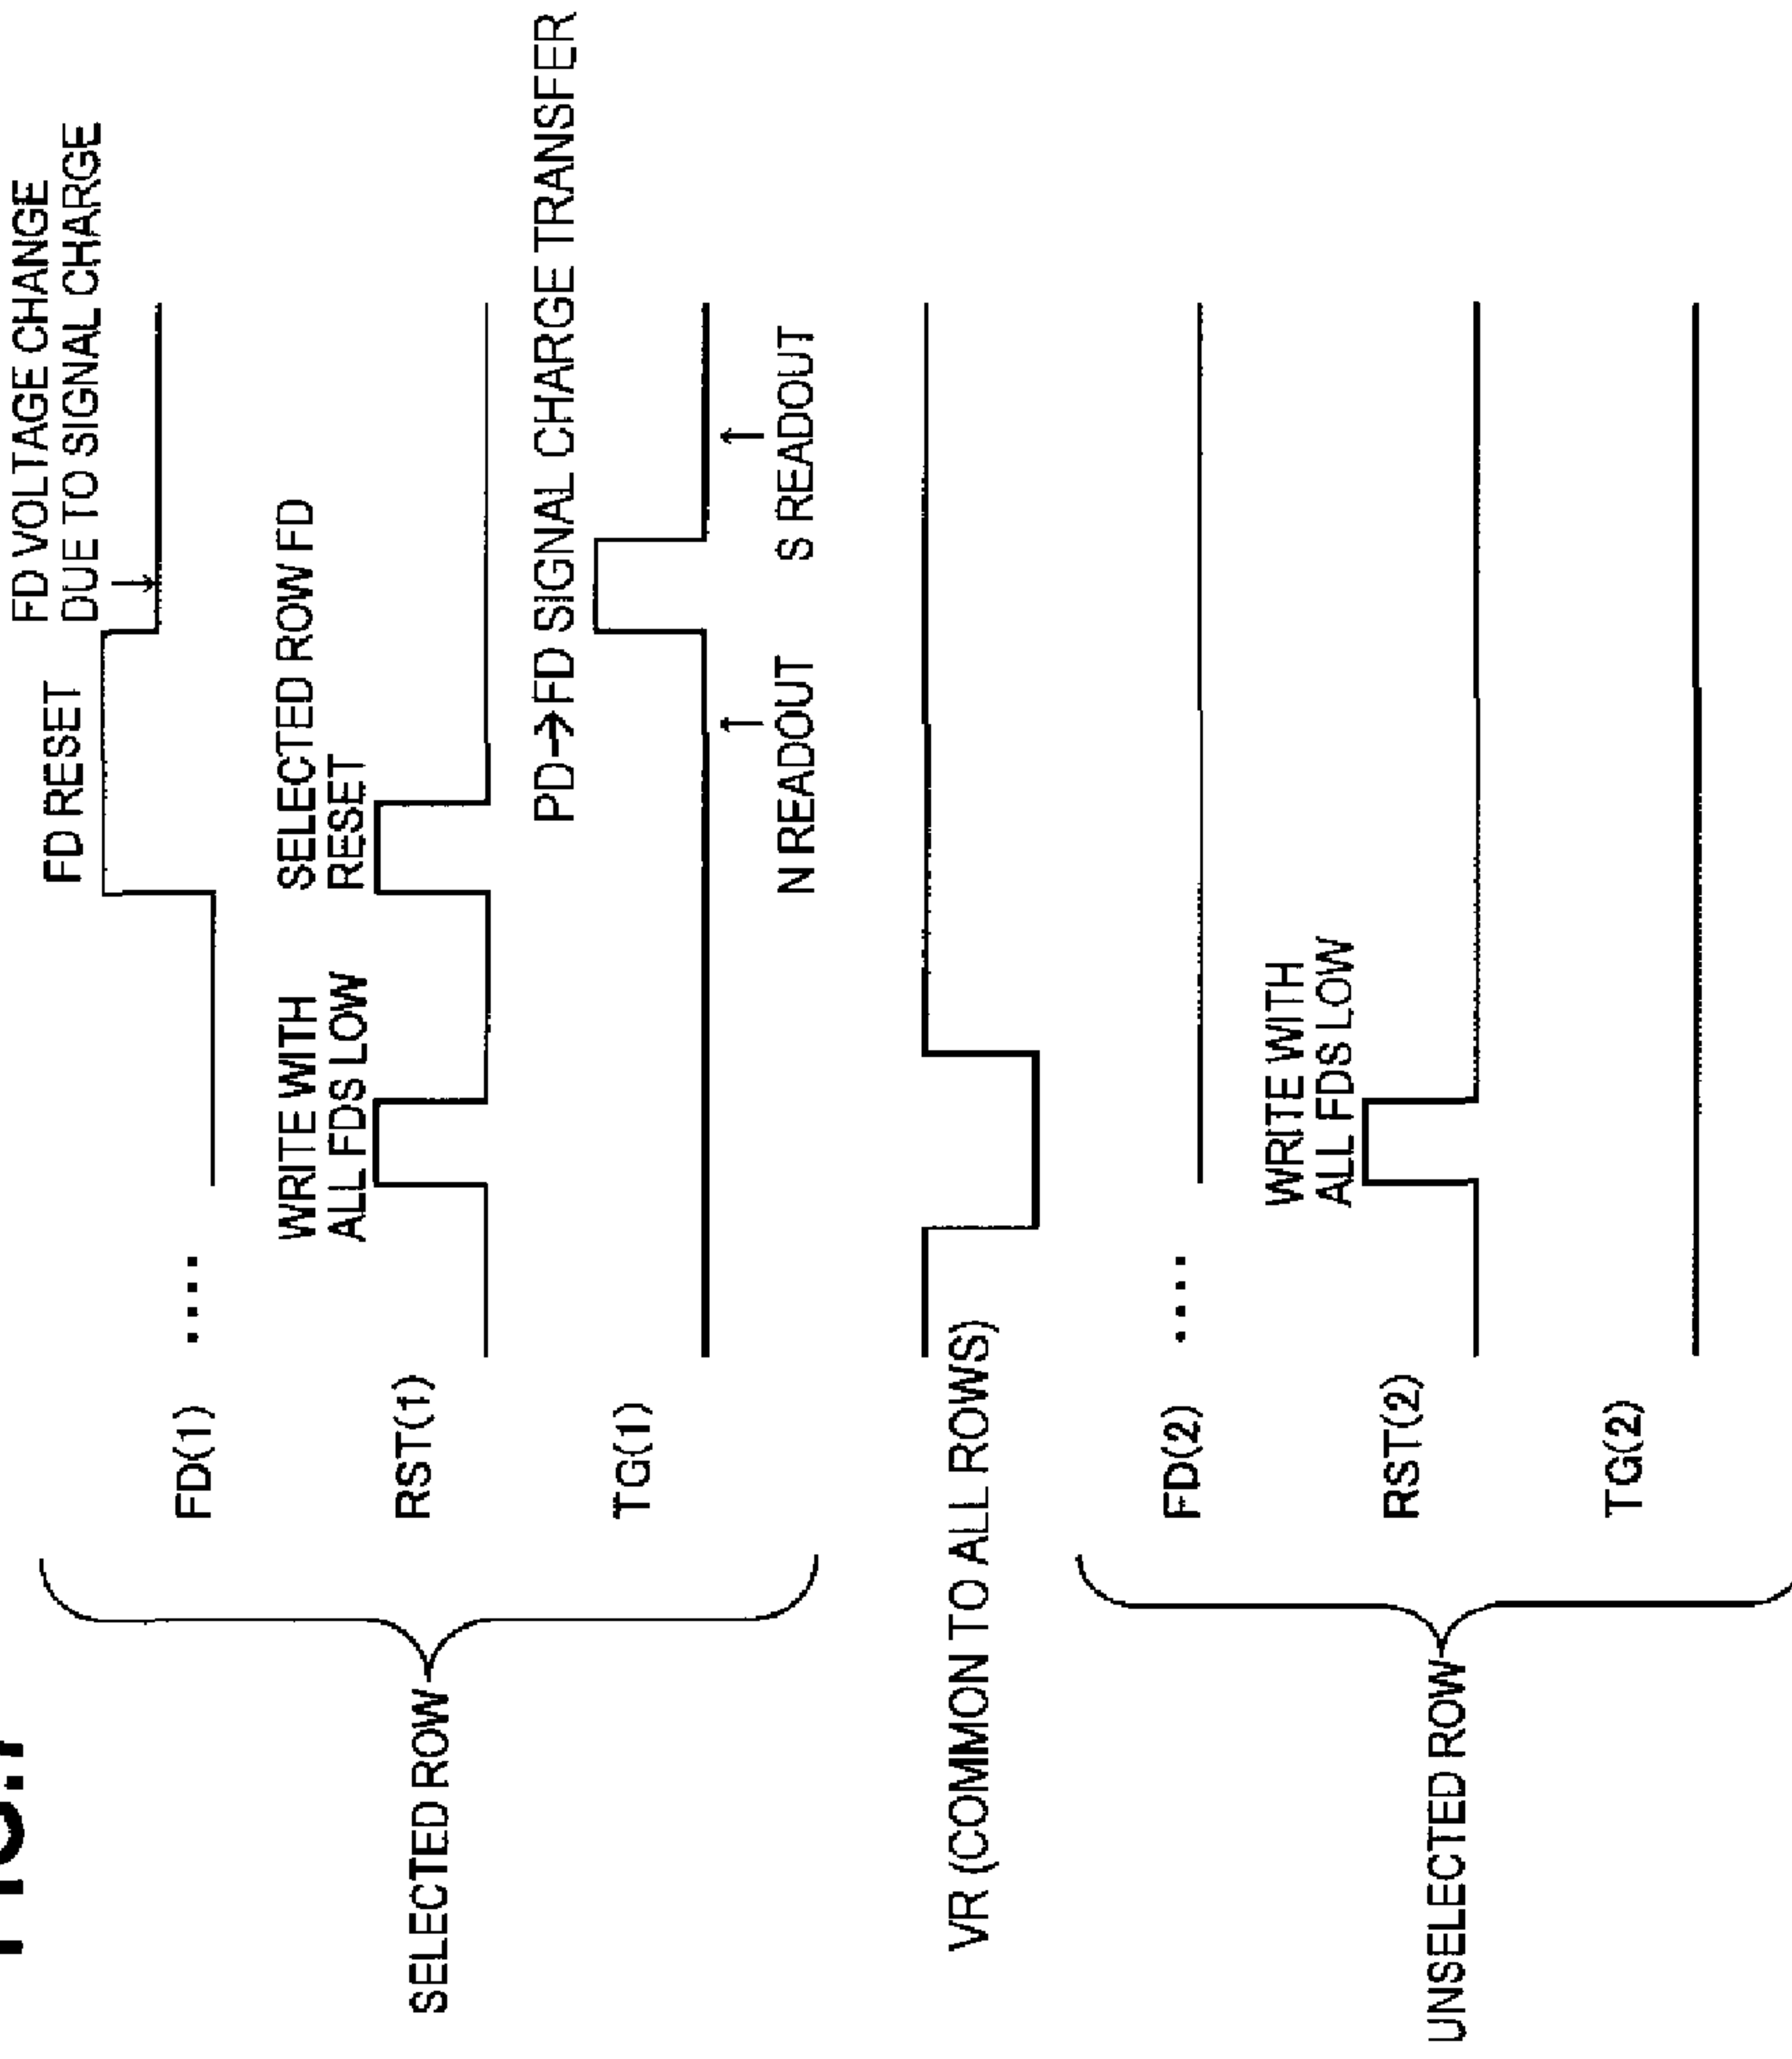 FD VOLTAGE CHANGE
DUE TO SIGNAL CHARGE
FD RESET
FD(1)
....
SELECTED ROW FD
RESET
WRITE WITH
ALL FDS LOW
RST(1)
PD→FD SIGNAL CHARGE TRANSFER
TG(1)
N READOUT
S READOUT
SELECTED ROW
VR (COMMON TO ALL ROWS)
FD(2)
....
WRITE WITH
ALL FDS LOW
RST(2)
TG(2)
UNSELECTED ROW